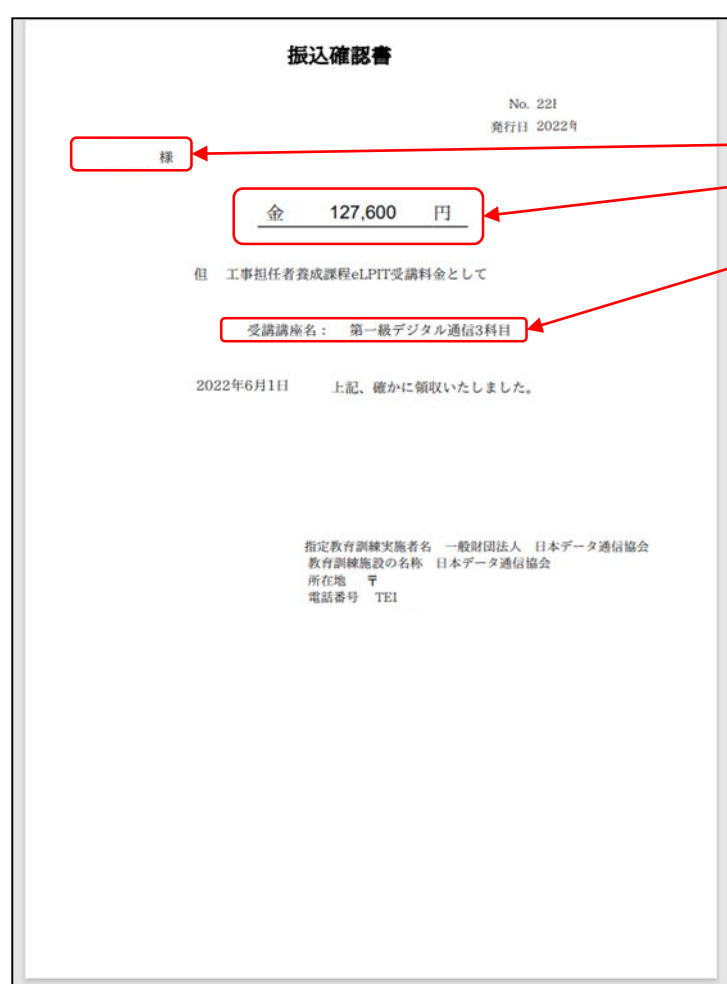 振込確認書
No. 22
発行日 2022年
様
金 127,600 円
但 工事担任者養成課程eLPIT受講料金として
受講講座名： 第一級デジタル通信3科目
2022年6月1日 上記、確かに領収いたしました。
指定教育訓練実施者名 一般財団法人 日本データ通信協会
教育訓練施設の名称 日本データ通信協会
所在地 〒
電話番号 TEL